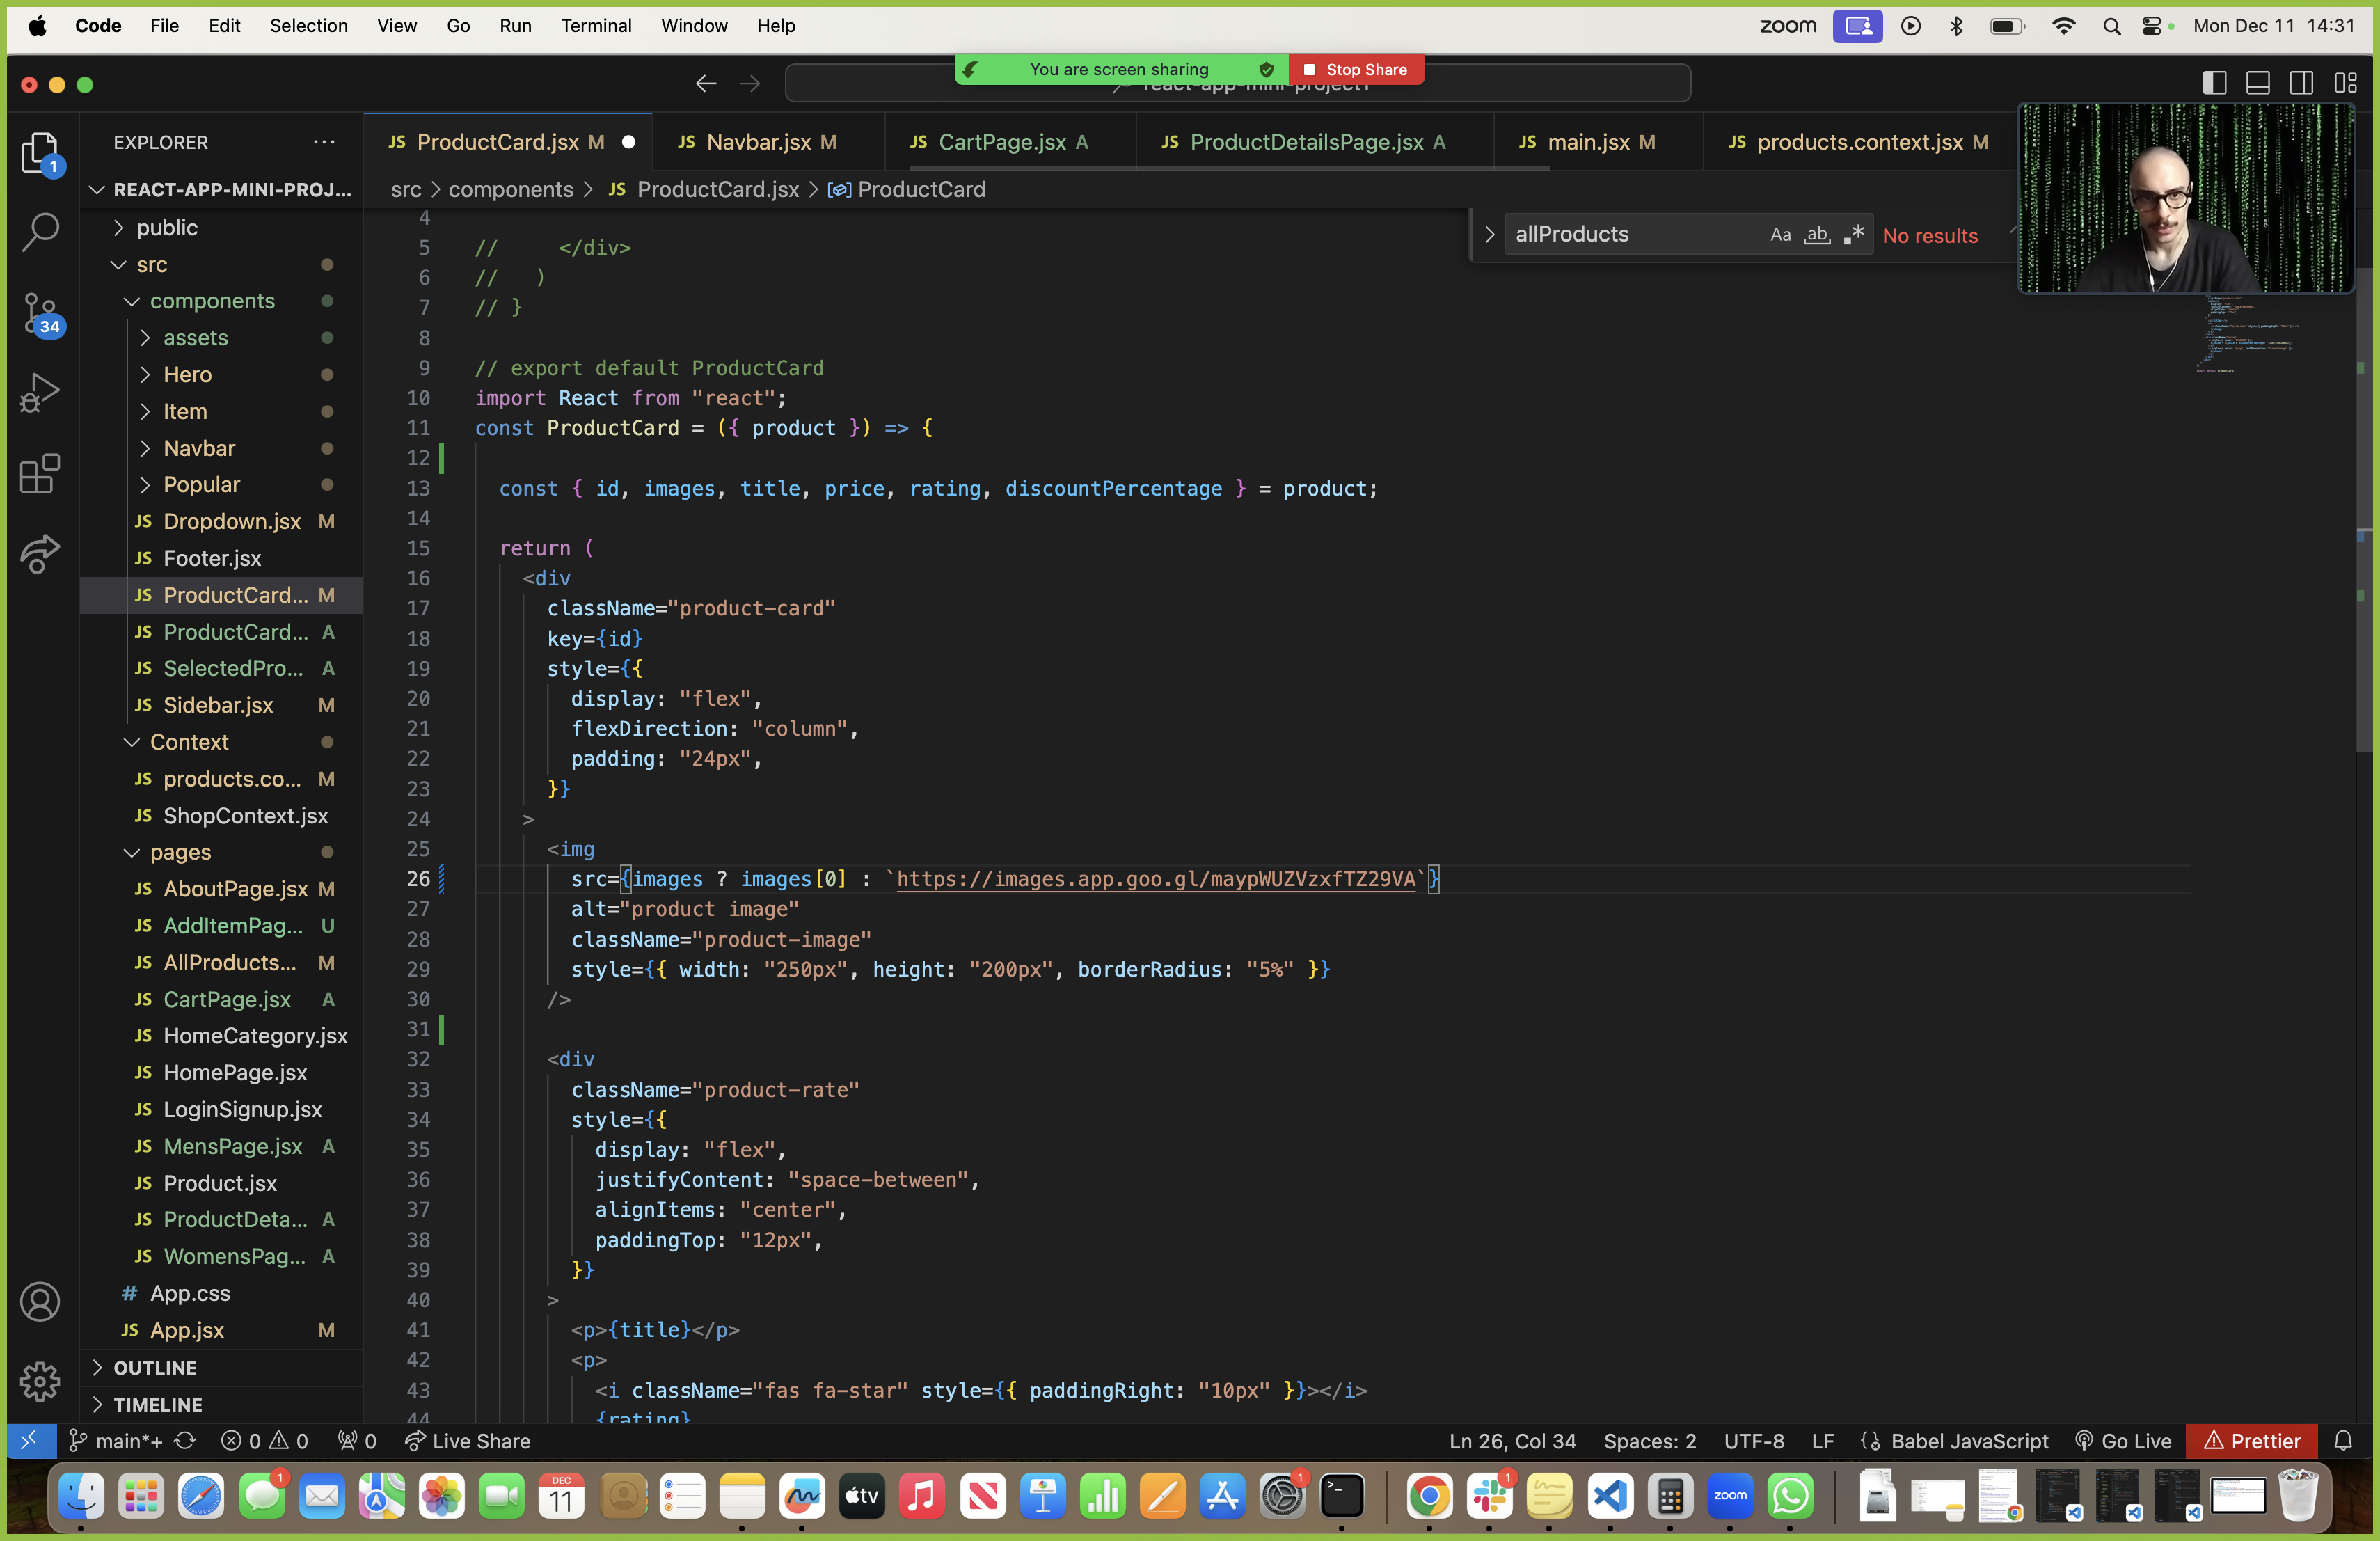 Code File Edit Selection View Go Run Terminal Window Help
zoom Mon Dec 11 14:31
You are screen sharing Stop Share
react-app-mini-project1
EXPLORER
REACT-APP-MINI-PROJ...
public
src
components
assets
Hero
Item
Navbar
Popular
JS Dropdown.jsx M
JS Footer.jsx
JS ProductCard... M
JS ProductCard... A
JS SelectedPro... A
JS Sidebar.jsx M
Context
JS products.co... M
JS ShopContext.jsx
pages
JS AboutPage.jsx M
JS AddItemPag... U
JS AllProducts... M
JS CartPage.jsx A
JS HomeCategory.jsx
JS HomePage.jsx
JS LoginSignup.jsx
JS MensPage.jsx A
JS Product.jsx
JS ProductDeta... A
JS WomensPag... A
# App.css
JS App.jsx M
OUTLINE
TIMELINE
1
34
JS ProductCard.jsx M
JS Navbar.jsx M
JS CartPage.jsx A
JS ProductDetailsPage.jsx A
JS main.jsx M
JS products.context.jsx M
src > components > JS ProductCard.jsx > ProductCard
allProducts Aa ab .* No results
4
5 //     </div>
6 //   )
7 // }
8
9 // export default ProductCard
10 import React from "react";
11 const ProductCard = ({ product }) => {
12
13 const { id, images, title, price, rating, discountPercentage } = product;
14
15 return (
16 <div
17 className="product-card"
18 key={id}
19 style={{
20 display: "flex",
21 flexDirection: "column",
22 padding: "24px",
23 }}
24 >
25 <img
26 src={images ? images[0] : `https://images.app.goo.gl/maypWUZVzxfTZ29VA`}
27 alt="product image"
28 className="product-image"
29 style={{ width: "250px", height: "200px", borderRadius: "5%" }}
30 />
31
32 <div
33 className="product-rate"
34 style={{
35 display: "flex",
36 justifyContent: "space-between",
37 alignItems: "center",
38 paddingTop: "12px",
39 }}
40 >
41 <p>{title}</p>
42 <p>
43 <i className="fas fa-star" style={{ paddingRight: "10px" }}></i>
44 {rating}
main*+ 0 0 0 Live Share
Ln 26, Col 34 Spaces: 2 UTF-8 LF Babel JavaScript Go Live Prettier
1
DEC
11
tv
1
>_
1
zoom